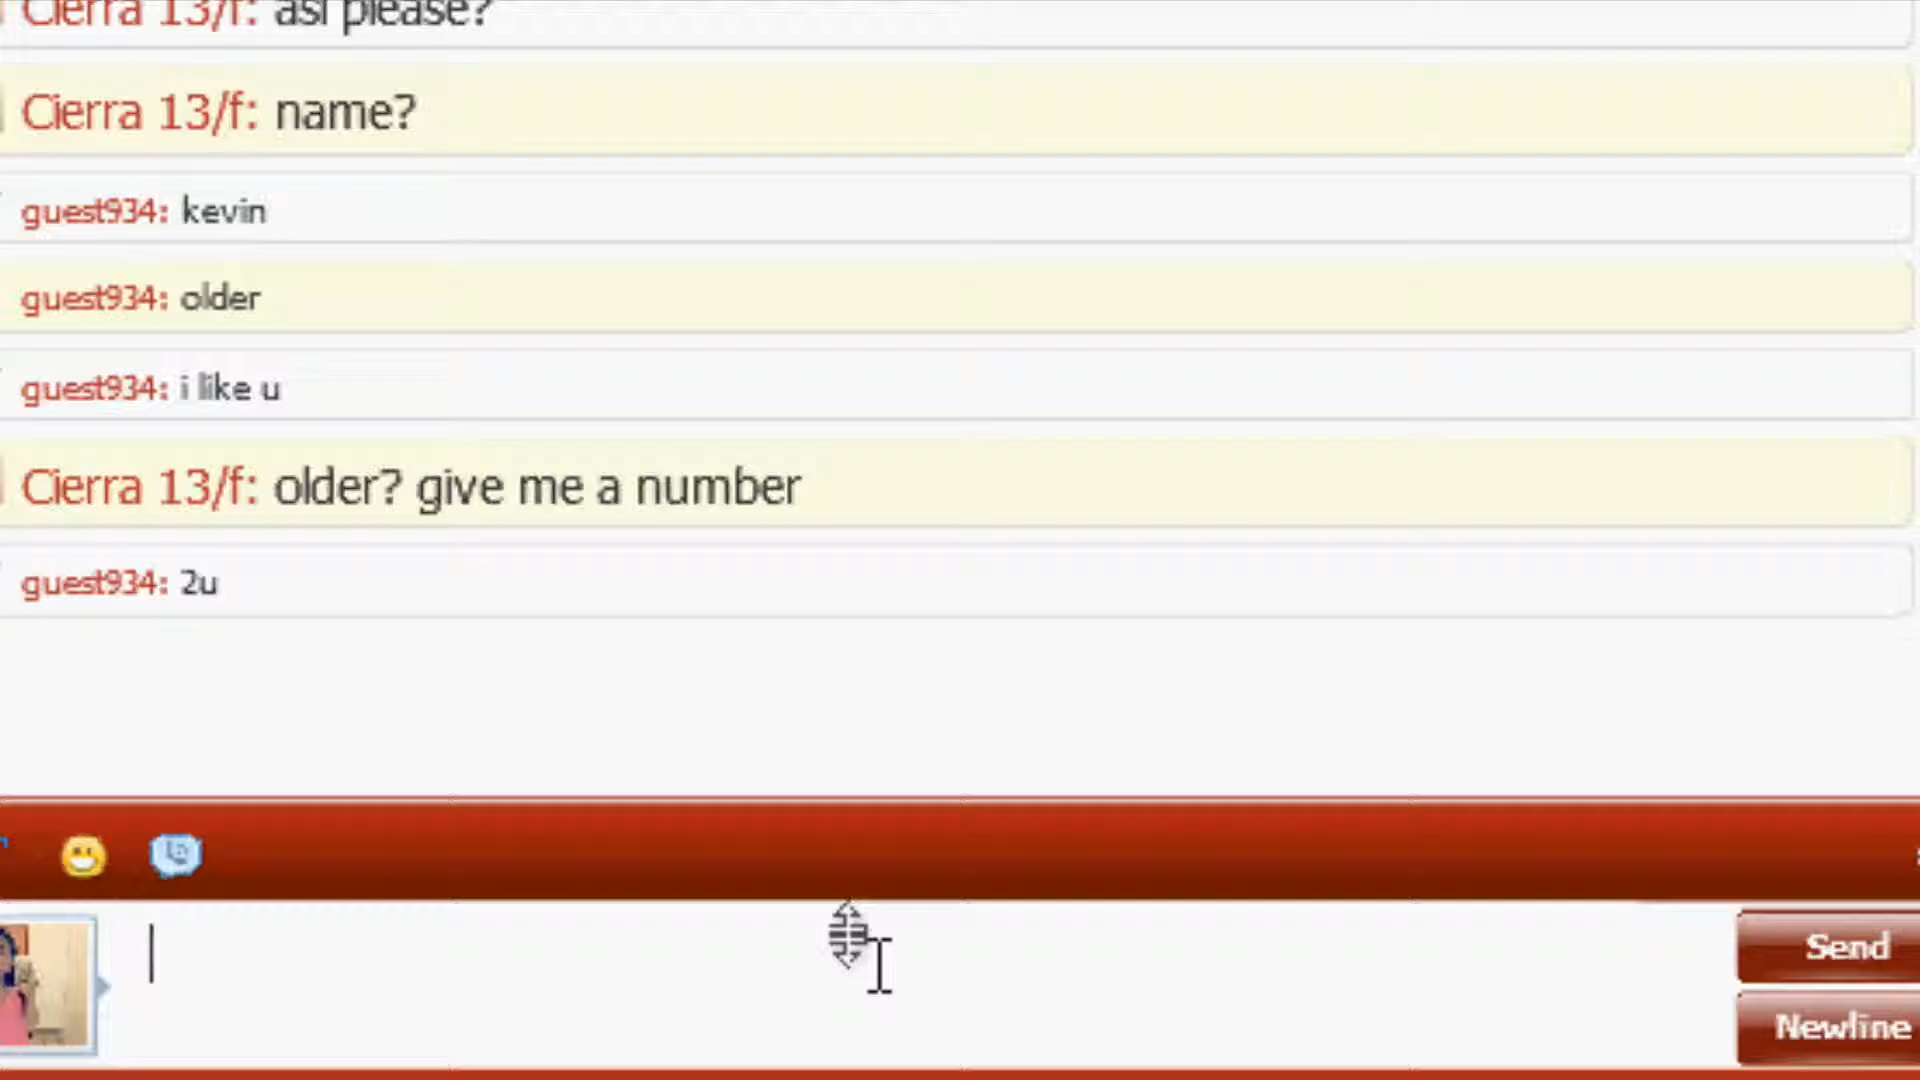 Cierra 13/f: asl please?
Cierra 13/f: name?
guest934: kevin
guest934: older
guest934: i like u
Cierra 13/f: older? give me a number
guest934: 2u
Send
Newline